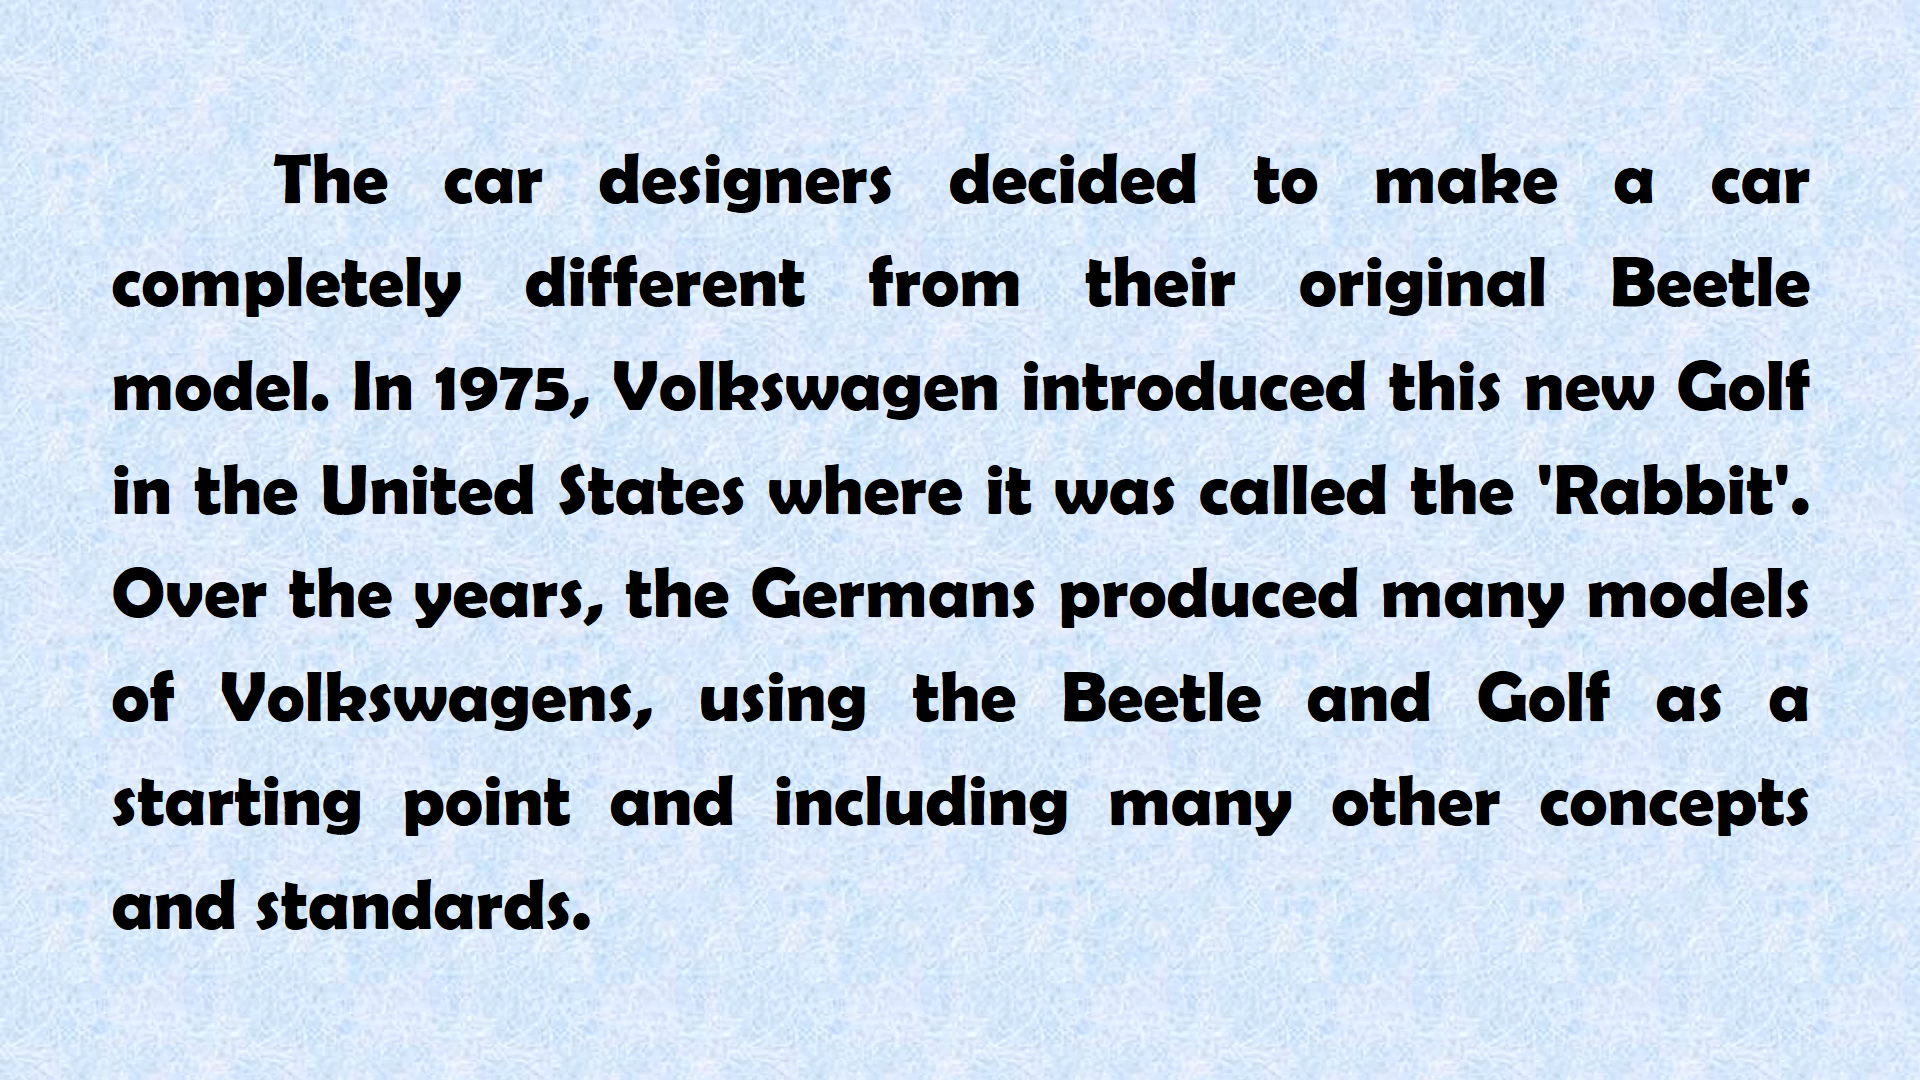 The car designers decided to make a car
completely different from their original Beetle
model. In 1975, Volkswagen introduced this new Golf
in the United States where it was called the 'Rabbit'.
Over the years, the Germans produced many models
of Volkswagens, using the Beetle and Golf as a
starting point and including many other concepts
and standards.